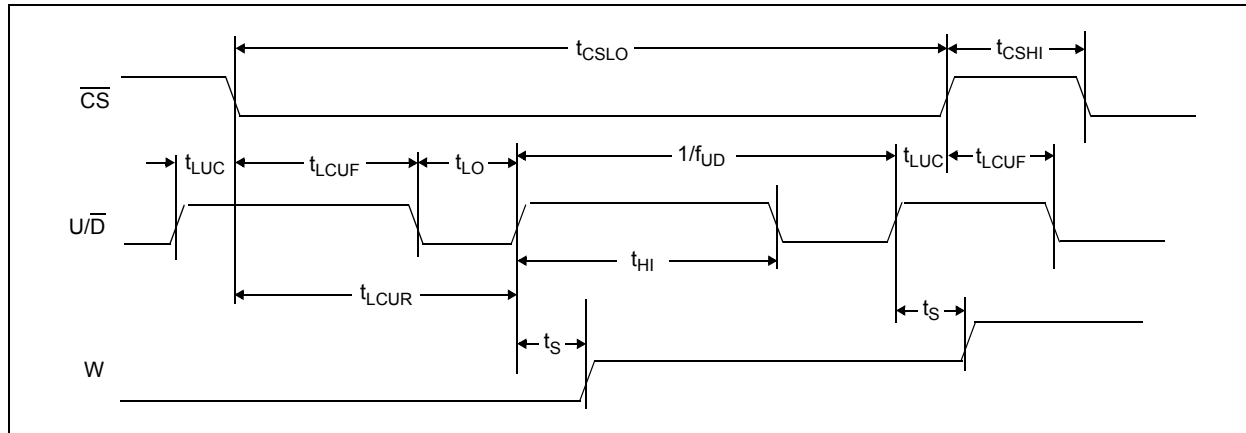 tCSLO
tCSHI
CS
tLUC
tLCUF
tLO
1/fUD
tLUC
tLCUF
U/D
tHI
tLCUR
tS
tS
W